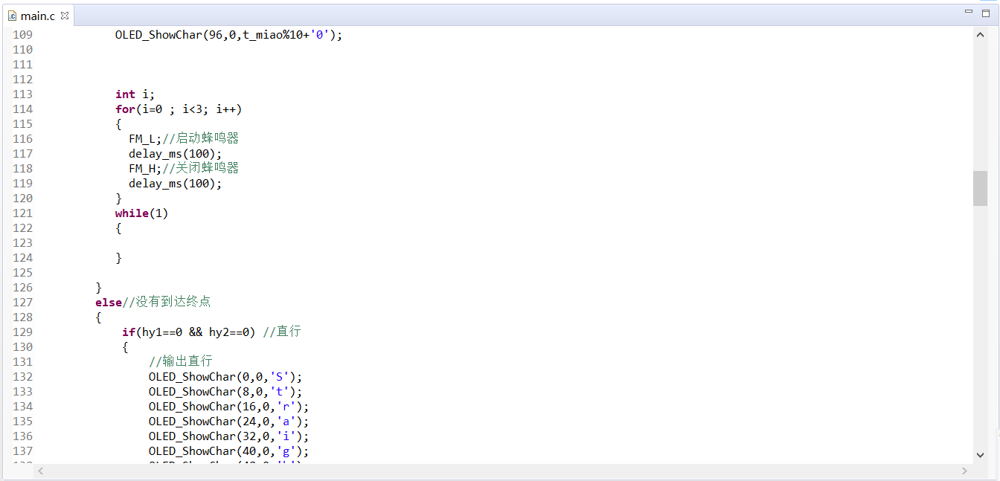 main.c
109 OLED_ShowChar(96,0,t_miao%10+'0');
110
111
112
113 int i;
114 for(i=0 ; i<3; i++)
115 {
116 FM_L;//启动蜂鸣器
117 delay_ms(100);
118 FM_H;//关闭蜂鸣器
119 delay_ms(100);
120 }
121 while(1)
122 {
123
124 }
125
126 }
127 else//没有到达终点
128 {
129 if(hy1==0 && hy2==0) //直行
130 {
131 //输出直行
132 OLED_ShowChar(0,0,'S');
133 OLED_ShowChar(8,0,'t');
134 OLED_ShowChar(16,0,'r');
135 OLED_ShowChar(24,0,'a');
136 OLED_ShowChar(32,0,'i');
137 OLED_ShowChar(40,0,'g');